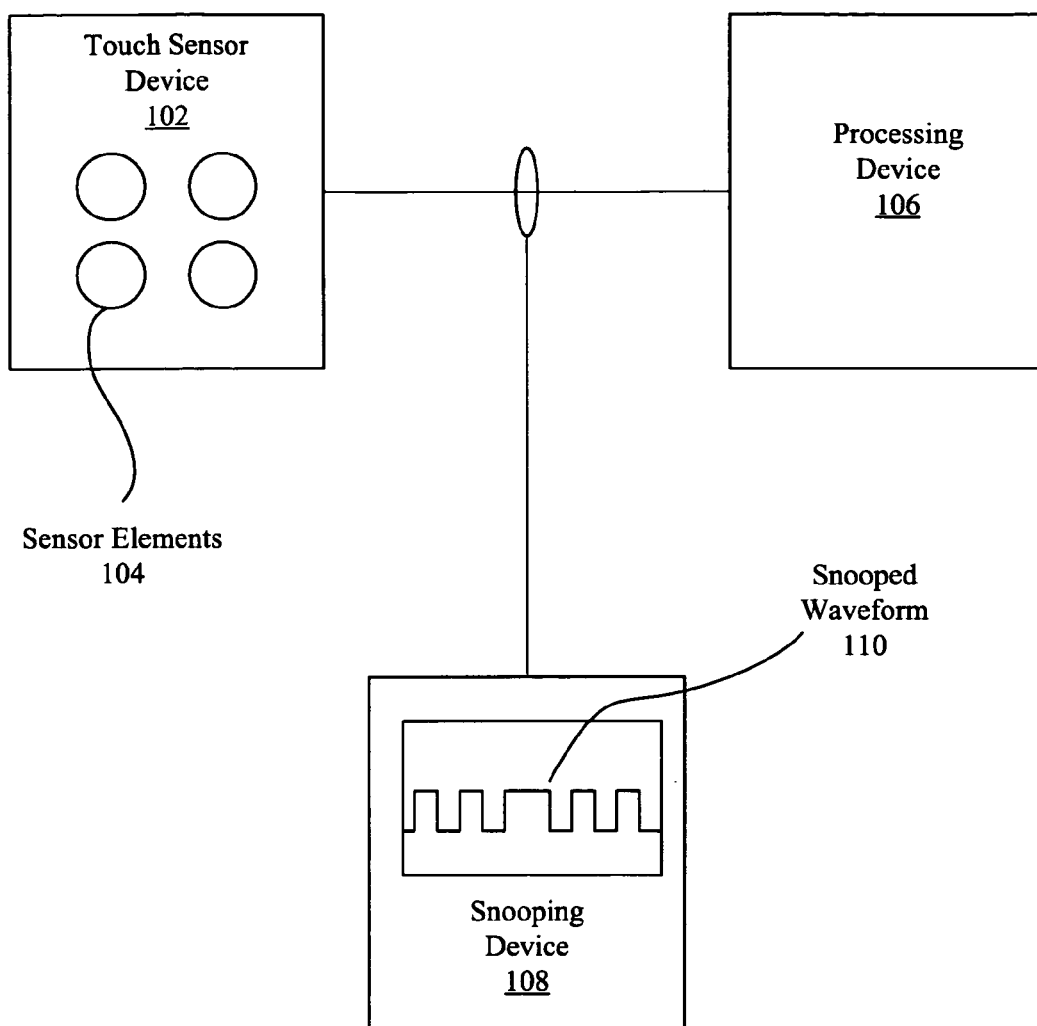 Touch Sensor
Device
102
Processing
Device
106
Sensor Elements
104
Snooped
Waveform
110
Snooping
Device
108